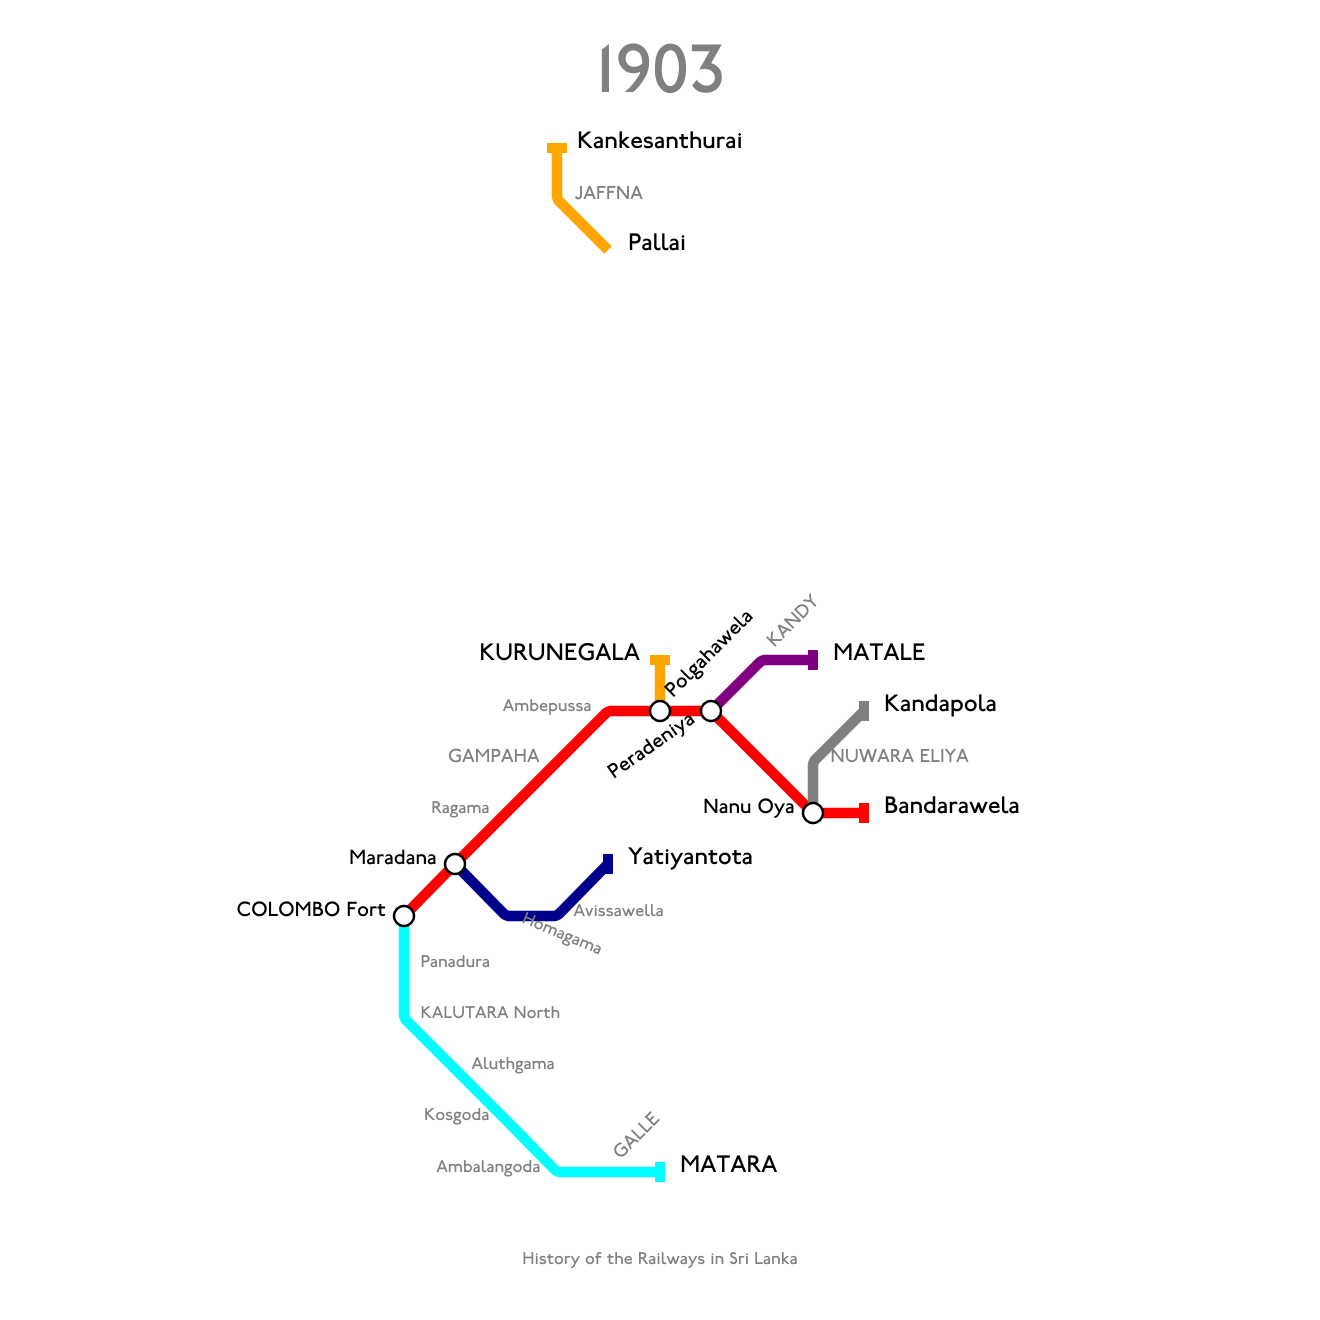 1903
Kankesanthurai
JAFFNA
Pallai
KANDY
Polgahawela
KURUNEGALA
MATALE
Ambepussa
Kandapola
Peradeniya
GAMPAHA
NUWARA ELIYA
Ragama
Nanu Oya
Bandarawela
Maradana
Yatiyantota
COLOMBO Fort
Avissawella
Homagama
Panadura
KALUTARA North
Aluthgama
Kosgoda
GALLE
Ambalangoda
MATARA
History of the Railways in Sri Lanka